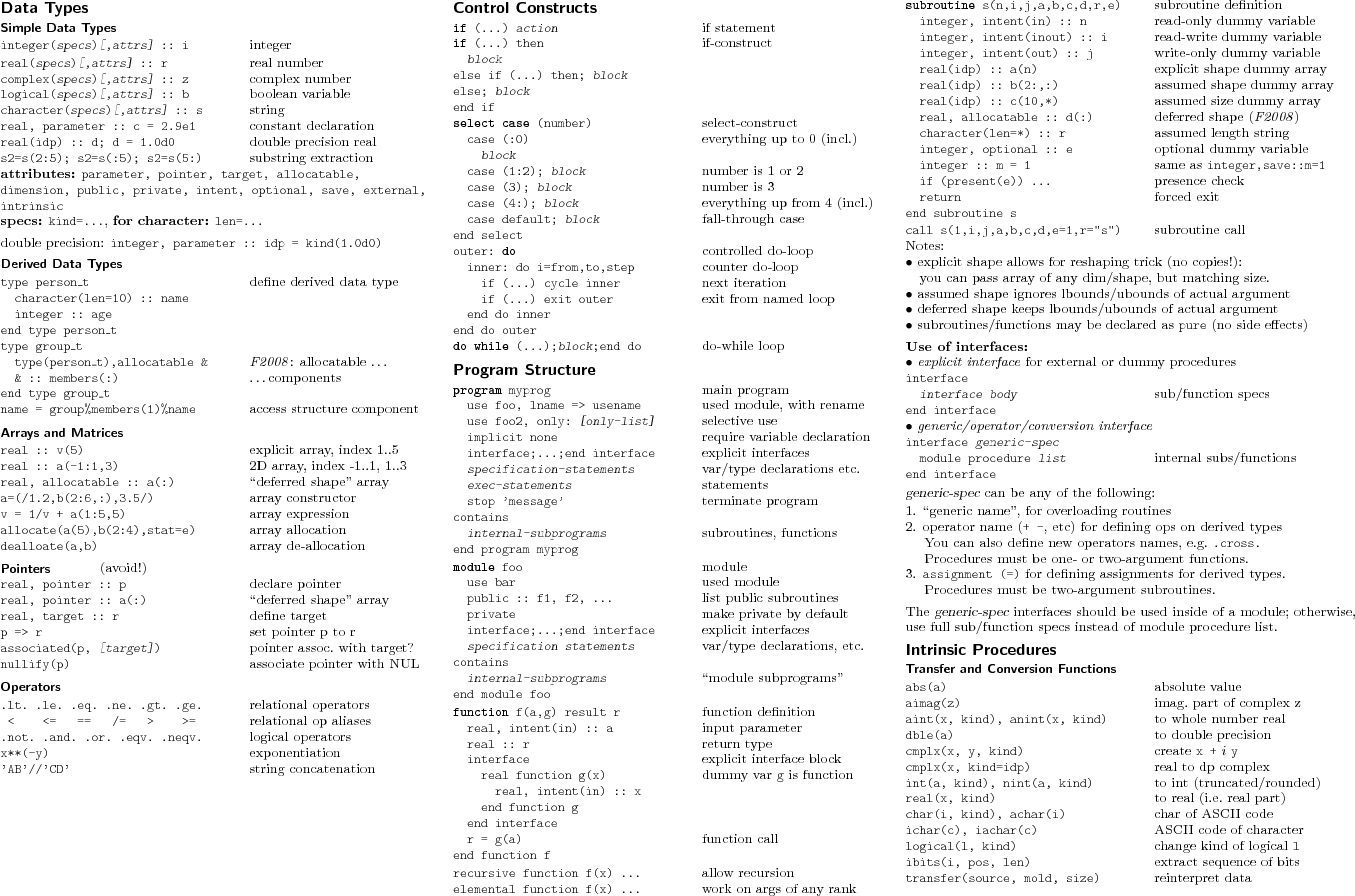 Data Types
Simple Data Types
integer(specs)[,attrs] :: i integer
real(specs)[,attrs] :: r real number
complex(specs)[,attrs] :: z complex number
logical(specs)[,attrs] :: b boolean variable
character(specs)[,attrs] :: s string
real, parameter :: c = 2.9e1 constant declaration
real(idp) :: d; d = 1.0d0 double precision real
s2=s(2:5); s2=s(:5); s2=s(5:) substring extraction
attributes: parameter, pointer, target, allocatable,
dimension, public, private, intent, optional, save, external,
intrinsic
specs: kind=..., for character: len=...
double precision: integer, parameter :: idp = kind(1.0d0)
Derived Data Types
type person_t define derived data type
character(len=10) :: name
integer :: age
end type person_t
type group_t
type(person_t),allocatable & F2008: allocatable ...
& :: members(:) ...components
end type group_t
name = group%members(1)%name access structure component
Arrays and Matrices
real :: v(5) explicit array, index 1..5
real :: a(-1:1,3) 2D array, index -1..1, 1..3
real, allocatable :: a(:) “deferred shape” array
a=(/1.2,b(2:6,:),3.5/) array constructor
v = 1/v + a(1:5,5) array expression
allocate(a(5),b(2:4),stat=e) array allocation
dealloate(a,b) array de-allocation
Pointers (avoid!)
real, pointer :: p declare pointer
real, pointer :: a(:) “deferred shape” array
real, target :: r define target
p => r set pointer p to r
associated(p, [target]) pointer assoc. with target?
nullify(p) associate pointer with NUL
Operators
.lt. .le. .eq. .ne. .gt. .ge. relational operators
< <= == /= > >= relational op aliases
.not. .and. .or. .eqv. .neqv. logical operators
x**(-y) exponentiation
'AB'//'CD' string concatenation
Control Constructs
if (...) action if statement
if (...) then if-construct
block
else if (...) then; block
else; block
end if
select case (number) select-construct
case (:0) everything up to 0 (incl.)
block
case (1:2); block number is 1 or 2
case (3); block number is 3
case (4:); block everything up from 4 (incl.)
case default; block fall-through case
end select
outer: do controlled do-loop
inner: do i=from,to,step counter do-loop
if (...) cycle inner next iteration
if (...) exit outer exit from named loop
end do inner
end do outer
do while (...);block;end do do-while loop
Program Structure
program myprog main program
use foo, lname => usename used module, with rename
use foo2, only: [only-list] selective use
implicit none require variable declaration
interface;...;end interface explicit interfaces
specification-statements var/type declarations etc.
exec-statements statements
stop 'message' terminate program
contains
internal-subprograms subroutines, functions
end program myprog
module foo module
use bar used module
public :: f1, f2, ... list public subroutines
private make private by default
interface;...;end interface explicit interfaces
specification statements var/type declarations, etc.
contains
internal-subprograms “module subprograms”
end module foo
function f(a,g) result r function definition
real, intent(in) :: a input parameter
real :: r return type
interface explicit interface block
real function g(x) dummy var g is function
real, intent(in) :: x
end function g
end interface
r = g(a) function call
end function f
recursive function f(x) ... allow recursion
elemental function f(x) ... work on args of any rank
subroutine s(n,i,j,a,b,c,d,r,e) subroutine definition
integer, intent(in) :: n read-only dummy variable
integer, intent(inout) :: i read-write dummy variable
integer, intent(out) :: j write-only dummy variable
real(idp) :: a(n) explicit shape dummy array
real(idp) :: b(2:,:) assumed shape dummy array
real(idp) :: c(10,*) assumed size dummy array
real, allocatable :: d(:) deferred shape (F2008)
character(len=*) :: r assumed length string
integer, optional :: e optional dummy variable
integer :: m = 1 same as integer,save::m=1
if (present(e)) ... presence check
return forced exit
end subroutine s
call s(1,i,j,a,b,c,d,e=1,r="s") subroutine call
Notes:
• explicit shape allows for reshaping trick (no copies!):
you can pass array of any dim/shape, but matching size.
• assumed shape ignores lbounds/ubounds of actual argument
• deferred shape keeps lbounds/ubounds of actual argument
• subroutines/functions may be declared as pure (no side effects)
Use of interfaces:
• explicit interface for external or dummy procedures
interface
interface body sub/function specs
end interface
• generic/operator/conversion interface
interface generic-spec
module procedure list internal subs/functions
end interface
generic-spec can be any of the following:
1. “generic name”, for overloading routines
2. operator name (+ -, etc) for defining ops on derived types
You can also define new operators names, e.g. .cross.
Procedures must be one- or two-argument functions.
3. assignment (=) for defining assignments for derived types.
Procedures must be two-argument subroutines.
The generic-spec interfaces should be used inside of a module; otherwise,
use full sub/function specs instead of module procedure list.
Intrinsic Procedures
Transfer and Conversion Functions
abs(a) absolute value
aimag(z) imag. part of complex z
aint(x, kind), anint(x, kind) to whole number real
dble(a) to double precision
cmplx(x, y, kind) create x + i y
cmplx(x, kind=idp) real to dp complex
int(a, kind), nint(a, kind) to int (truncated/rounded)
real(x, kind) to real (i.e. real part)
char(i, kind), achar(i) char of ASCII code
ichar(c), iachar(c) ASCII code of character
logical(l, kind) change kind of logical l
ibits(i, pos, len) extract sequence of bits
transfer(source, mold, size) reinterpret data